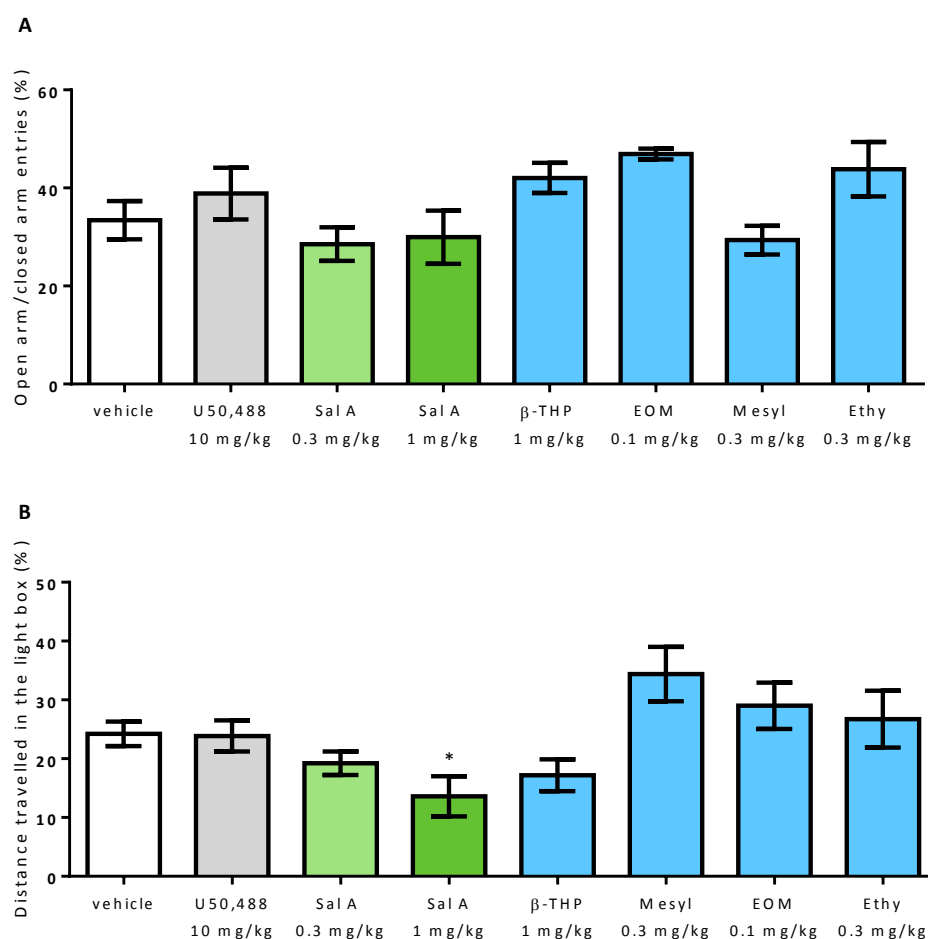 A
Open arm/closed arm entries (%)
60
40
20
0
vehicle U50,488 Sal A Sal A β-THP EOM Mesyl Ethy
10 mg/kg 0.3 mg/kg 1 mg/kg 1 mg/kg 0.1 mg/kg 0.3 mg/kg 0.3 mg/kg
B
Distance travelled in the light box (%)
50
40
30
20
10
0
*
vehicle U50,488 Sal A Sal A β-THP Mesyl EOM Ethy
10 mg/kg 0.3 mg/kg 1 mg/kg 1 mg/kg 0.3 mg/kg 0.1 mg/kg 0.3 mg/kg